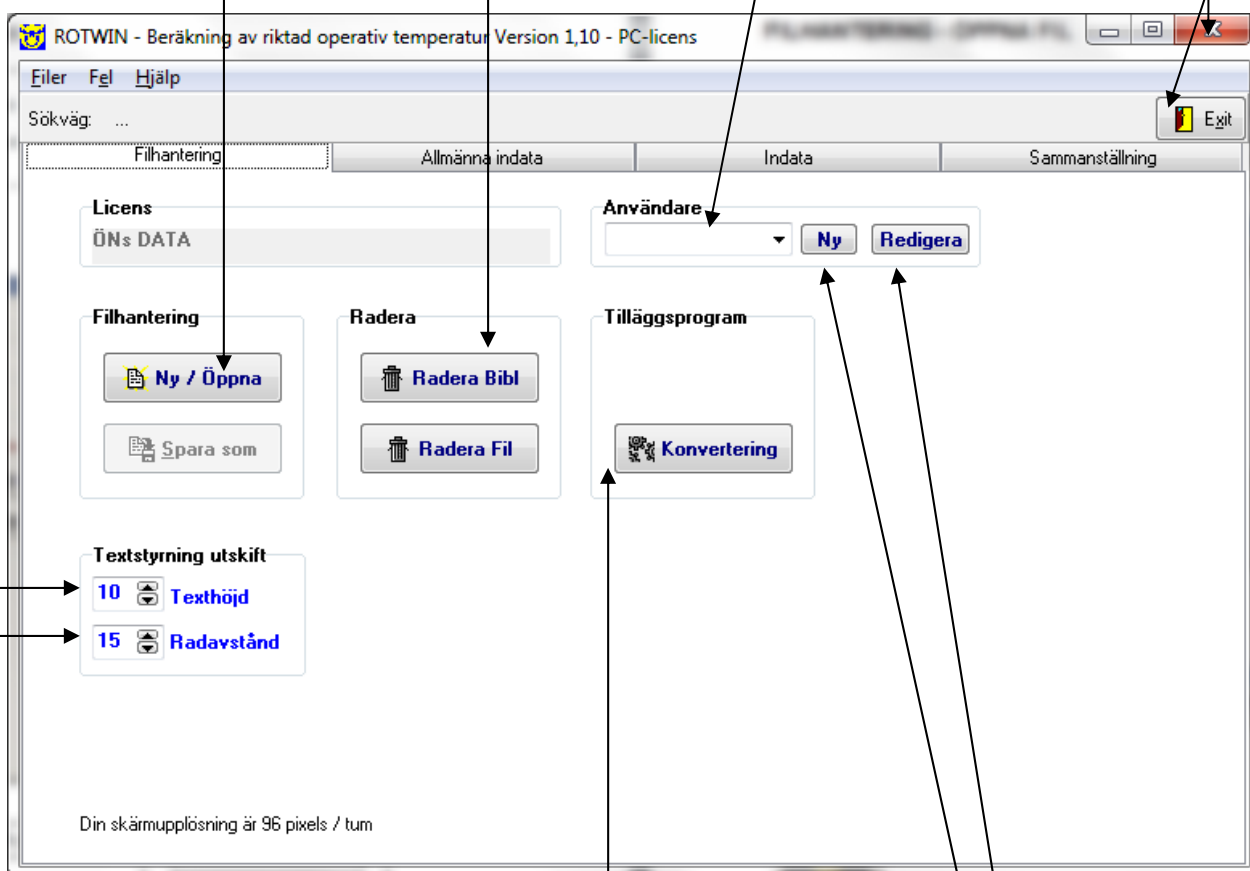 ROTWIN - Beräkning av riktad operativ temperatur Version 1,10 - PC-licens
Filer Fel Hjälp
Sökväg: ...
Exit
Filhantering Allmänna indata Indata Sammanställning
Licens
ÖNs DATA
Användare
Ny Redigera
Filhantering
Ny / Öppna
Spara som
Radera
Radera Bibl
Radera Fil
Tilläggsprogram
Konvertering
Textstyrning utskift
10 Texthöjd
15 Radavstånd
Din skärmupplösning är 96 pixels / tum